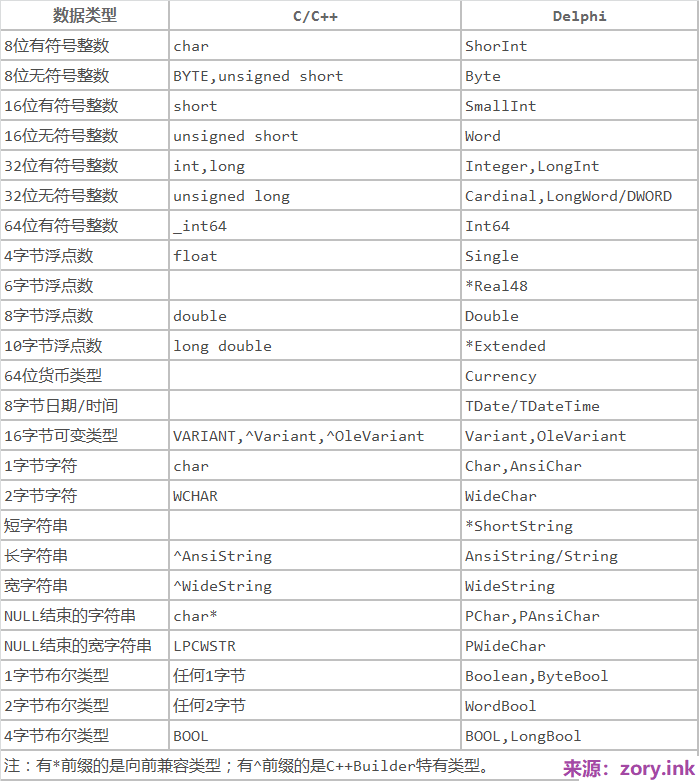 数据类型 C/C++ Delphi
8位有符号整数 char ShorInt
8位无符号整数 BYTE,unsigned short Byte
16位有符号整数 short SmallInt
16位无符号整数 unsigned short Word
32位有符号整数 int,long Integer,LongInt
32位无符号整数 unsigned long Cardinal,LongWord/DWORD
64位有符号整数 _int64 Int64
4字节浮点数 float Single
6字节浮点数 *Real48
8字节浮点数 double Double
10字节浮点数 long double *Extended
64位货币类型 Currency
8字节日期/时间 TDate/TDateTime
16字节可变类型 VARIANT,^Variant,^OleVariant Variant,OleVariant
1字节字符 char Char,AnsiChar
2字节字符 WCHAR WideChar
短字符串 *ShortString
长字符串 ^AnsiString AnsiString/String
宽字符串 ^WideString WideString
NULL结束的字符串 char* PChar,PAnsiChar
NULL结束的宽字符串 LPCWSTR PWideChar
1字节布尔类型 任何1字节 Boolean,ByteBool
2字节布尔类型 任何2字节 WordBool
4字节布尔类型 BOOL BOOL,LongBool
注：有*前缀的是向前兼容类型；有^前缀的是C++Builder特有类型。
来源：zory.ink